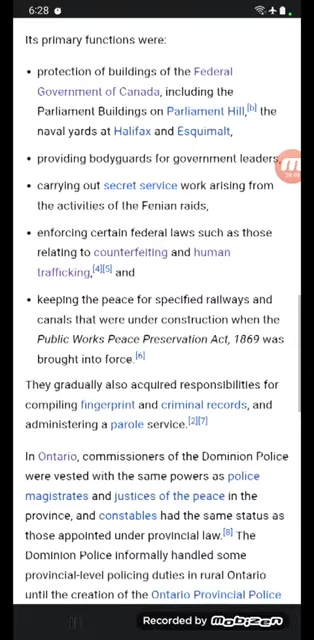 6:28
Its primary functions were:
• protection of buildings of the Federal
Government of Canada, including the
Parliament Buildings on Parliament Hill,[b] the
naval yards at Halifax and Esquimalt,
• providing bodyguards for government leaders,
• carrying out secret service work arising from
the activities of the Fenian raids,
• enforcing certain federal laws such as those
relating to counterfeiting and human
trafficking,[4][5] and
• keeping the peace for specified railways and
canals that were under construction when the
Public Works Peace Preservation Act, 1869 was
brought into force.[6]
They gradually also acquired responsibilities for
compiling fingerprint and criminal records, and
administering a parole service.[2][7]
In Ontario, commissioners of the Dominion Police
were vested with the same powers as police
magistrates and justices of the peace in the
province, and constables had the same status as
those appointed under provincial law.[8] The
Dominion Police informally handled some
provincial-level policing duties in rural Ontario
until the creation of the Ontario Provincial Police
Recorded by Mobizen